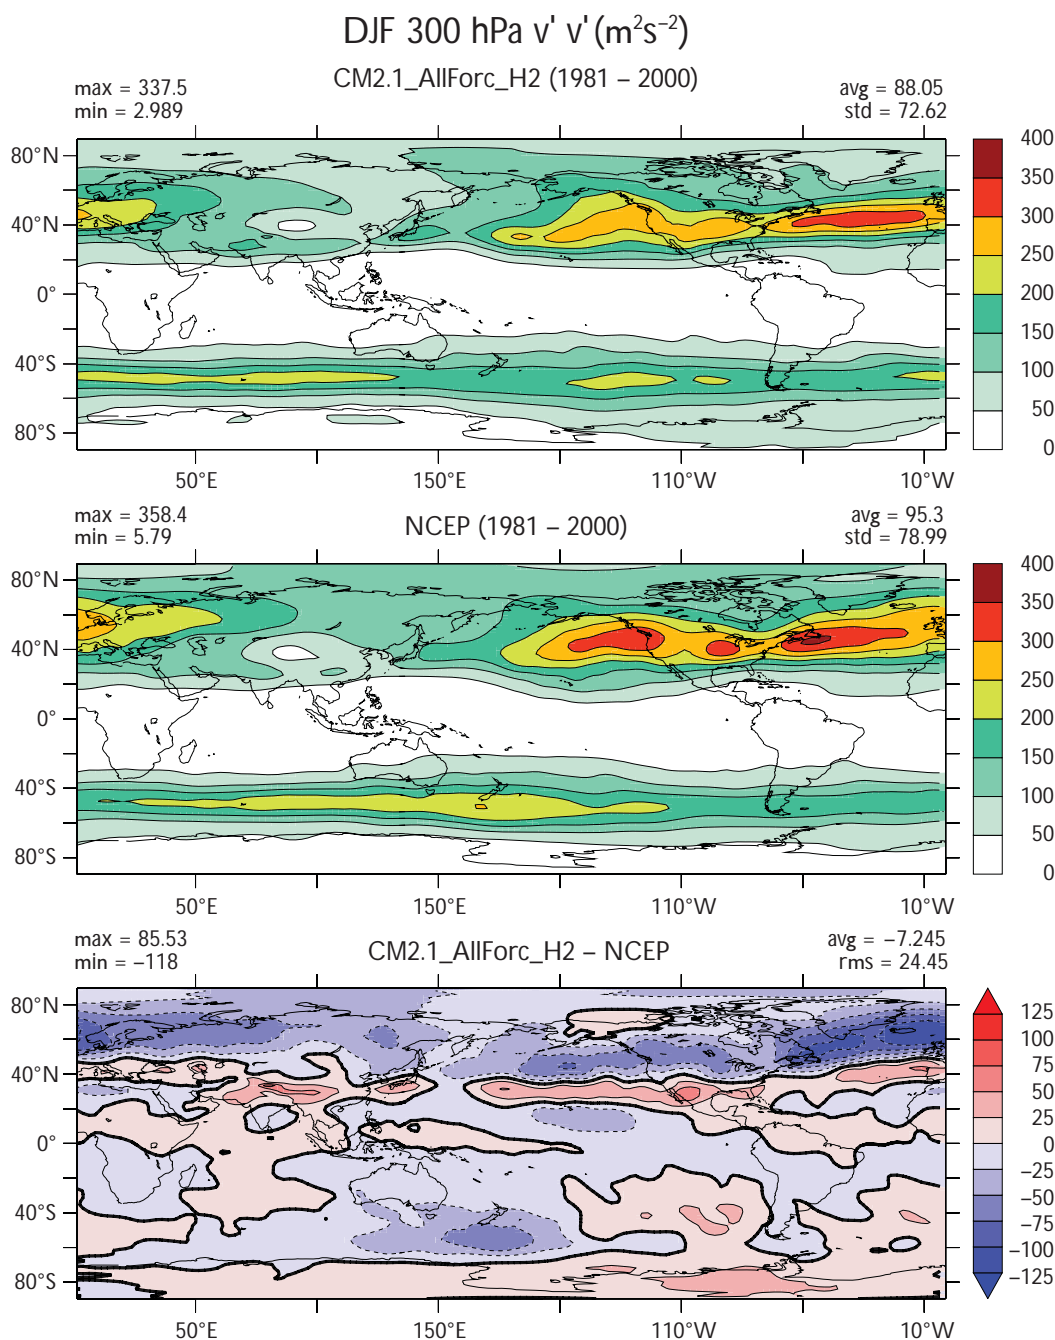 DJF 300 hPa v' v' (m²s⁻²)
CM2.1_AllForc_H2 (1981 – 2000)
max = 337.5
min = 2.989
avg = 88.05
std = 72.62
80°N
40°N
0°
40°S
80°S
50°E
150°E
110°W
10°W
400
350
300
250
200
150
100
50
0
max = 358.4
min = 5.79
NCEP (1981 – 2000)
avg = 95.3
std = 78.99
80°N
40°N
0°
40°S
80°S
50°E
150°E
110°W
10°W
400
350
300
250
200
150
100
50
0
max = 85.53
min = –118
CM2.1_AllForc_H2 – NCEP
avg = –7.245
rms = 24.45
80°N
40°N
0°
40°S
80°S
50°E
150°E
110°W
10°W
125
100
75
50
25
0
–25
–50
–75
–100
–125